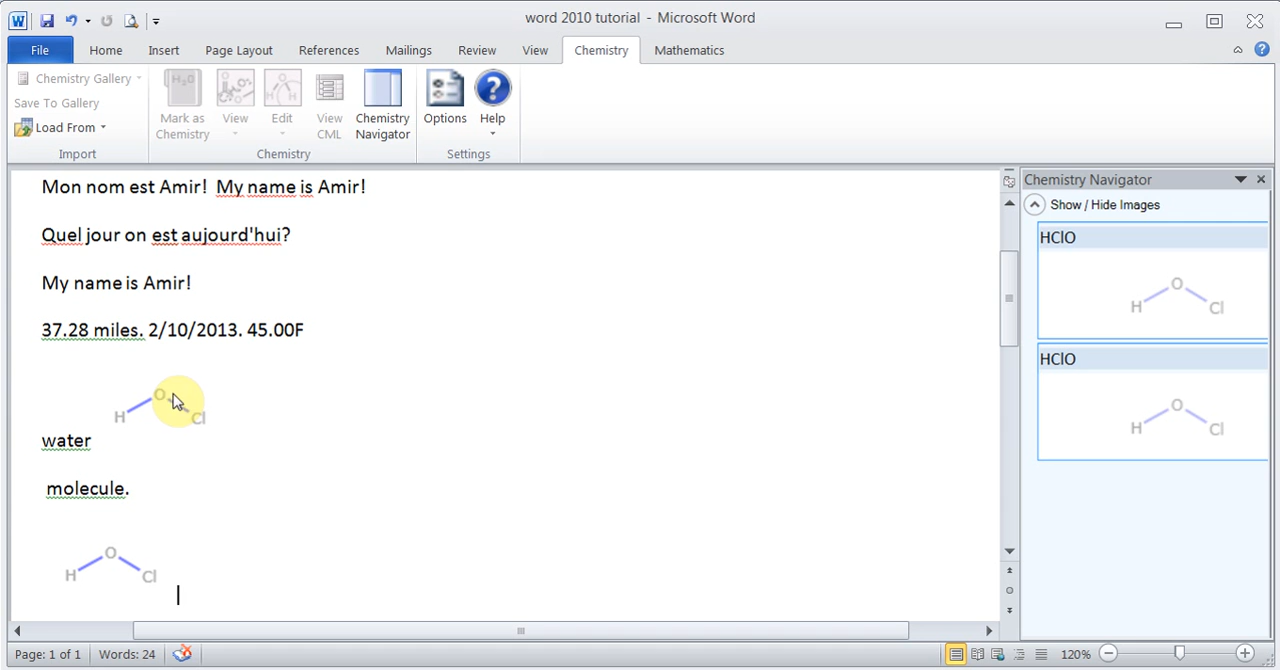 word 2010 tutorial - Microsoft Word
File Home Insert Page Layout References Mailings Review View Chemistry Mathematics
Chemistry Gallery
Save To Gallery
Load From
Import
H₂O
Mark as
Chemistry
View
Edit
View
CML
Chemistry
Navigator
Chemistry
Options
Help
Settings
Mon nom est Amir! My name is Amir!
Quel jour on est aujourd'hui?
My name is Amir!
37.28 miles. 2/10/2013. 45.00F
H O Cl
water
molecule.
H O Cl
Chemistry Navigator
Show / Hide Images
HClO
H O Cl
HClO
H O Cl
Page: 1 of 1 Words: 24 120%